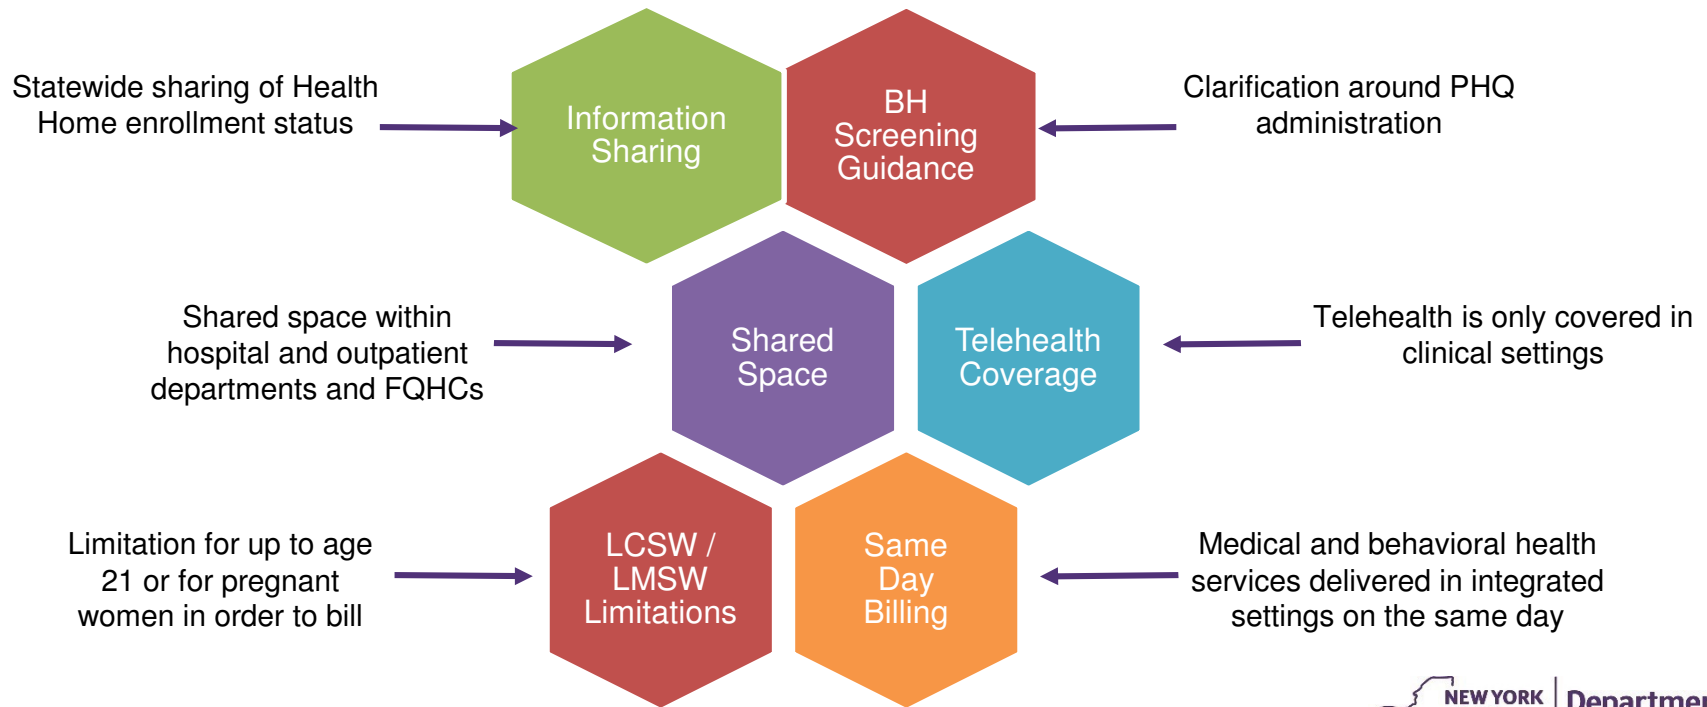 Statewide sharing of Health
Home enrollment status
Information
Sharing
BH
Screening
Guidance
Clarification around PHQ
administration
Shared space within
hospital and outpatient
departments and FQHCs
Shared
Space
Telehealth
Coverage
Telehealth is only covered in
clinical settings
Limitation for up to age
21 or for pregnant
women in order to bill
LCSW /
LMSW
Limitations
Same
Day
Billing
Medical and behavioral health
services delivered in integrated
settings on the same day
NEW YORK